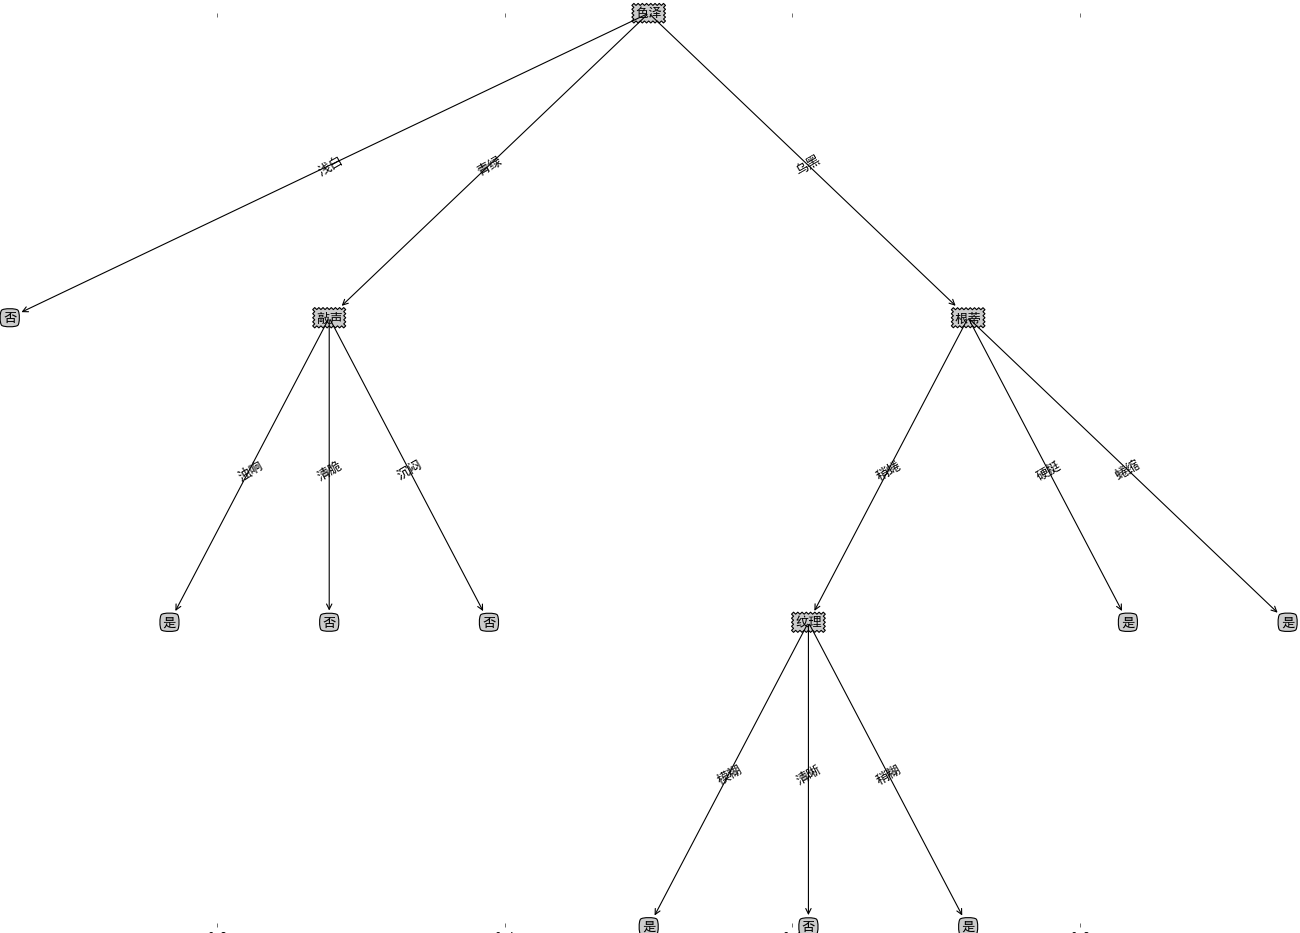 色泽
浅白
青绿
乌黑
否
敲声
根蒂
浊响
清脆
沉闷
稍蜷
硬挺
蜷缩
是
否
否
纹理
是
是
模糊
清晰
稍糊
是
否
是